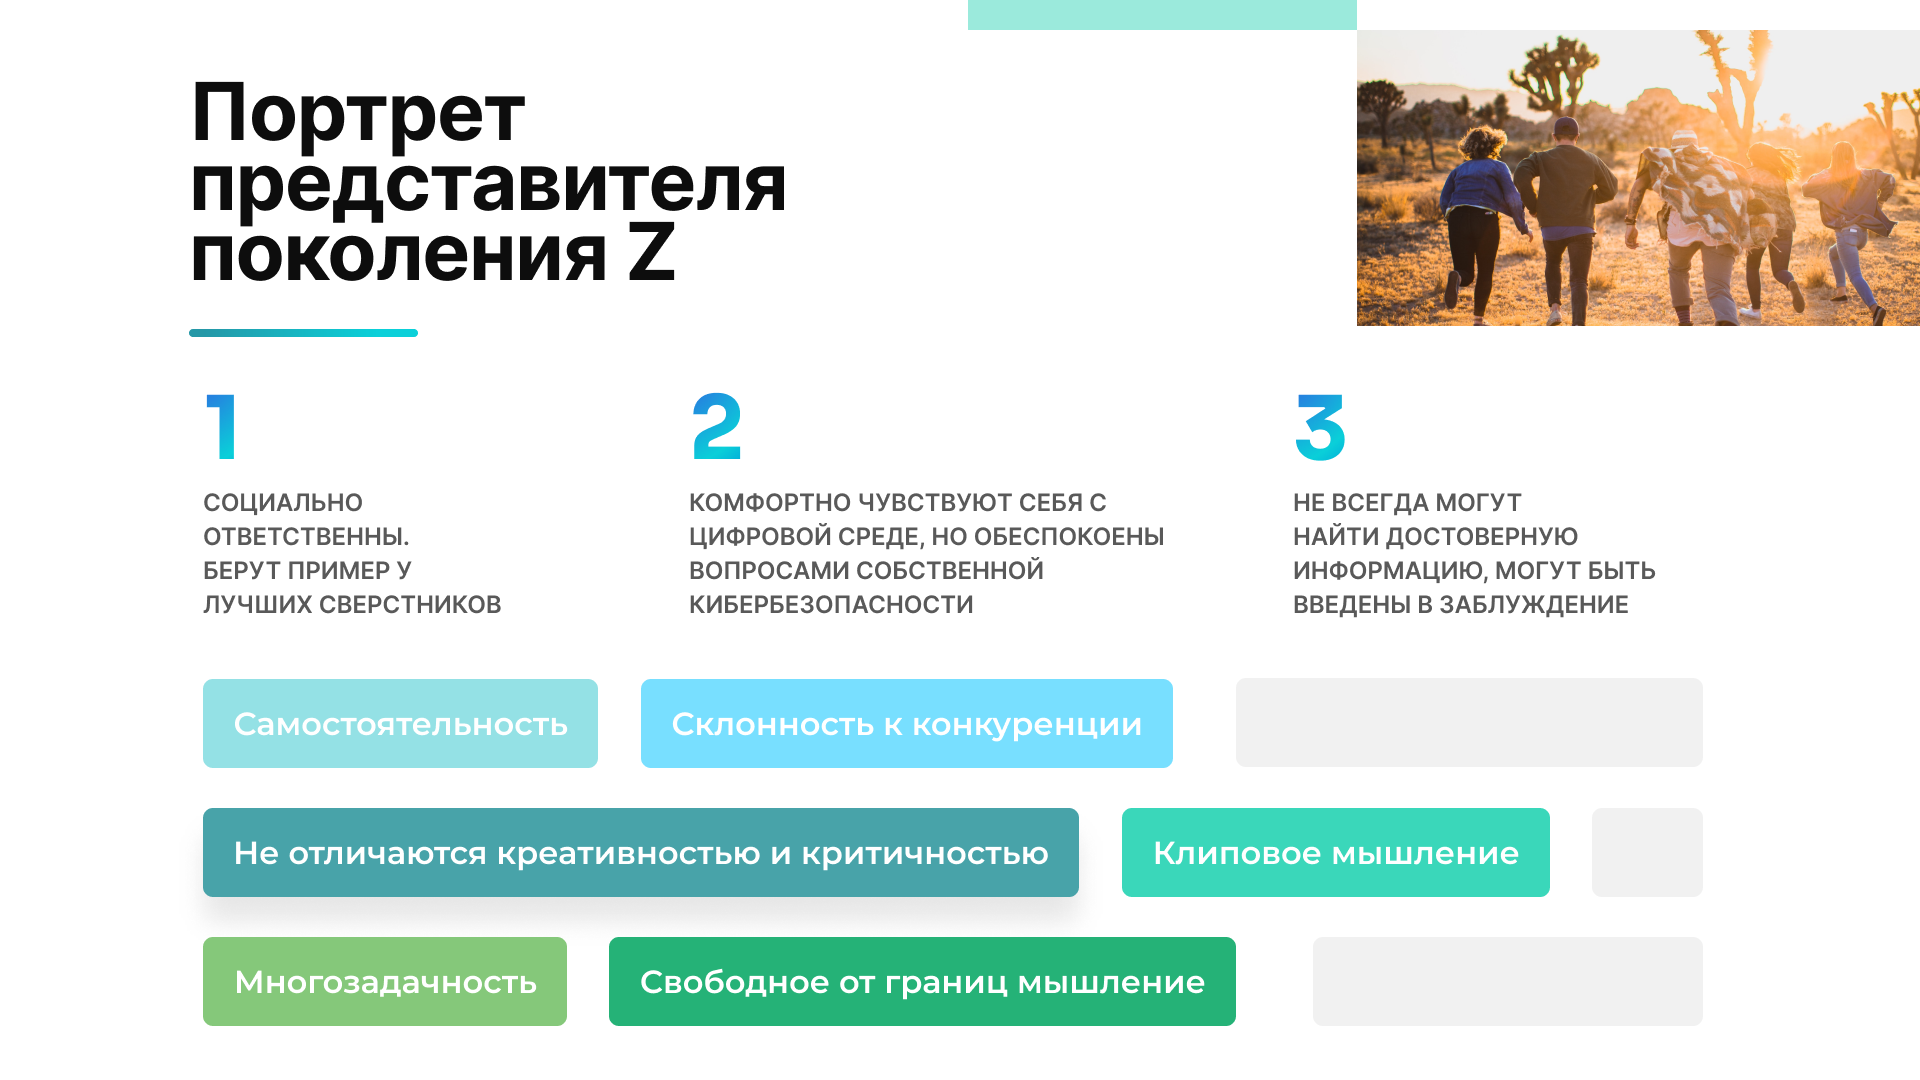 Портрет
представителя
поколения Z
1
СОЦИАЛЬНО
ОТВЕТСТВЕННЫ.
БЕРУТ ПРИМЕР У
ЛУЧШИХ СВЕРСТНИКОВ
2
КОМФОРТНО ЧУВСТВУЮТ СЕБЯ С
ЦИФРОВОЙ СРЕДЕ, НО ОБЕСПОКОЕНЫ
ВОПРОСАМИ СОБСТВЕННОЙ
КИБЕРБЕЗОПАСНОСТИ
3
НЕ ВСЕГДА МОГУТ
НАЙТИ ДОСТОВЕРНУЮ
ИНФОРМАЦИЮ, МОГУТ БЫТЬ
ВВЕДЕНЫ В ЗАБЛУЖДЕНИЕ
Самостоятельность
Склонность к конкуренции
Не отличаются креативностью и критичностью
Клиповое мышление
Многозадачность
Свободное от границ мышление